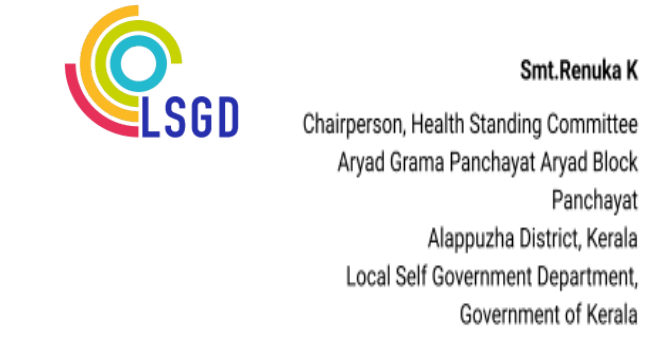 LSGD
Smt.Renuka K
Chairperson, Health Standing Committee
Aryad Grama Panchayat Aryad Block
Panchayat
Alappuzha District, Kerala
Local Self Government Department,
Government of Kerala